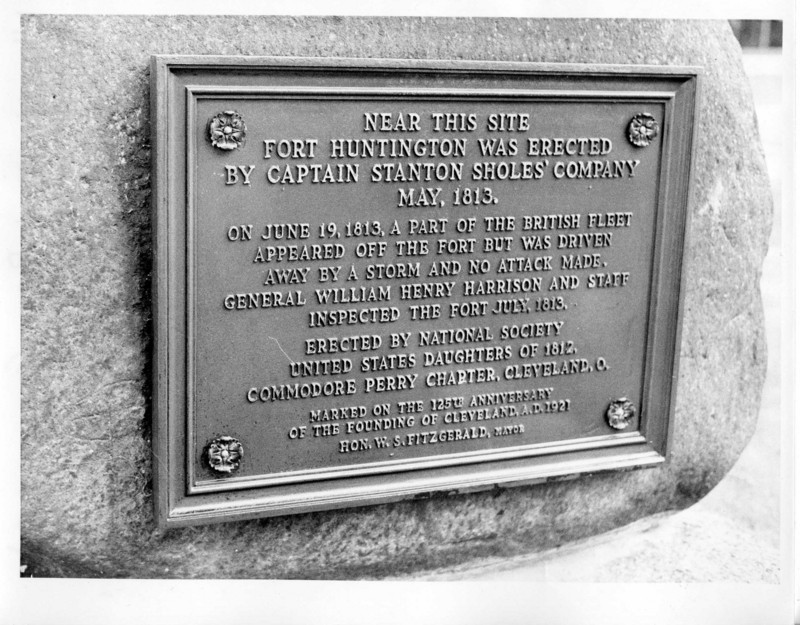 NEAR THIS SITE
FORT HUNTINGTON WAS ERECTED
BY CAPTAIN STANTON SHOLES' COMPANY
MAY, 1813.
ON JUNE 19, 1813, A PART OF THE BRITISH FLEET
APPEARED OFF THE FORT BUT WAS DRIVEN
AWAY BY A STORM AND NO ATTACK MADE.
GENERAL WILLIAM HENRY HARRISON AND STAFF
INSPECTED THE FORT JULY, 1813.
ERECTED BY NATIONAL SOCIETY
UNITED STATES DAUGHTERS OF 1812,
COMMODORE PERRY CHAPTER, CLEVELAND, O.
MARKED ON THE 125TH ANNIVERSARY
OF THE FOUNDING OF CLEVELAND, A.D. 1921
HON. W. S. FITZGERALD, MAYOR